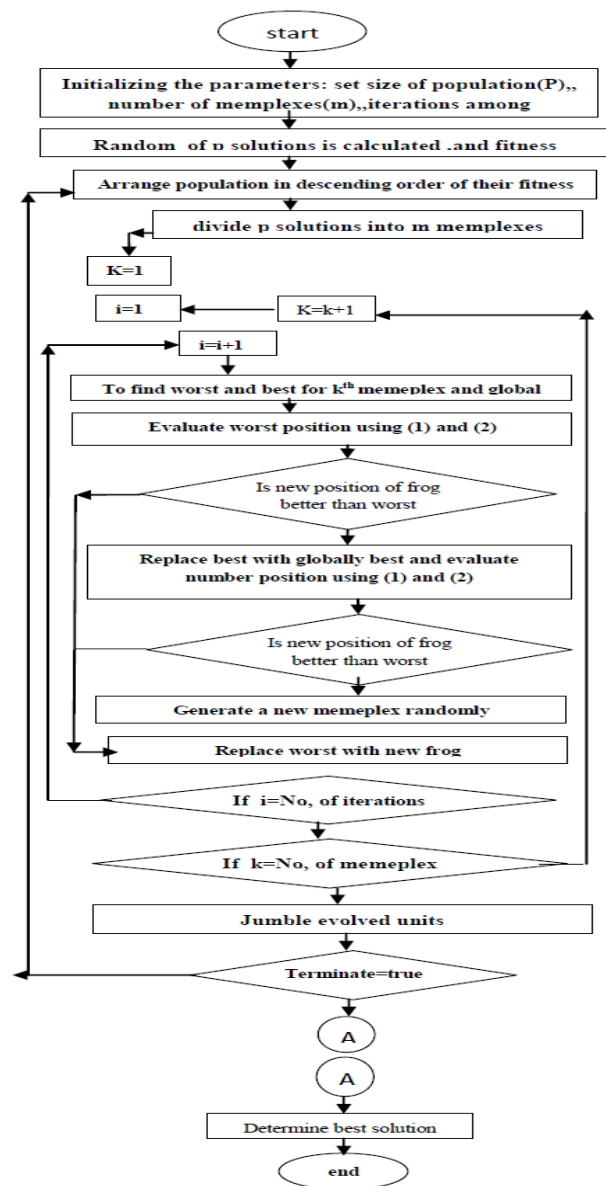 start
Initializing the parameters: set size of population(P),,
number of memplexes(m),,iterations among
Random of p solutions is calculated ,and fitness
Arrange population in descending order of their fitness
divide p solutions into m memplexes
K=1
i=1
K=k+1
i=i+1
To find worst and best for kth memeplex and global
Evaluate worst position using (1) and (2)
Is new position of frog
better than worst
Replace best with globally best and evaluate
number position using (1) and (2)
Is new position of frog
better than worst
Generate a new memeplex randomly
Replace worst with new frog
If i=No, of iterations
If k=No, of memeplex
Jumble evolved units
Terminate=true
A
A
Determine best solution
end